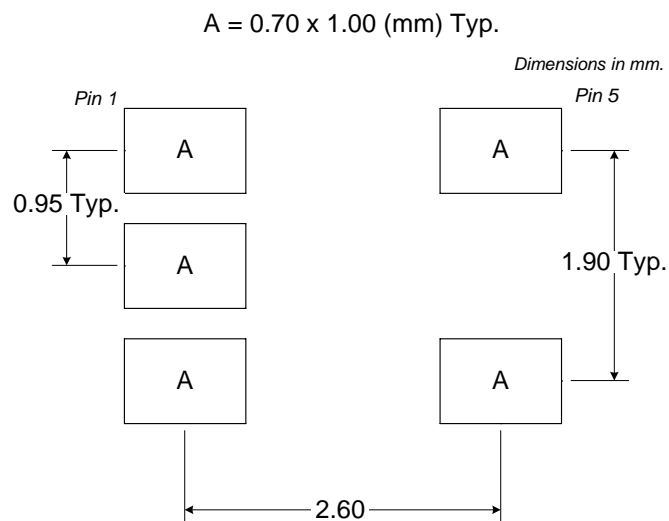 A = 0.70 x 1.00 (mm) Typ.
Dimensions in mm.
Pin 1
Pin 5
A
A
0.95 Typ.
A
1.90 Typ.
A
A
2.60